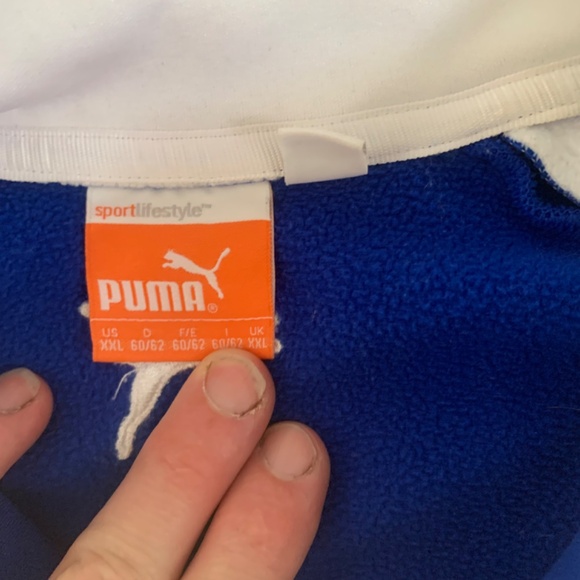 sportlifestyle™
PUMA®
US D F/E I UK
XXL 60/62 60/62 60/62 XXL